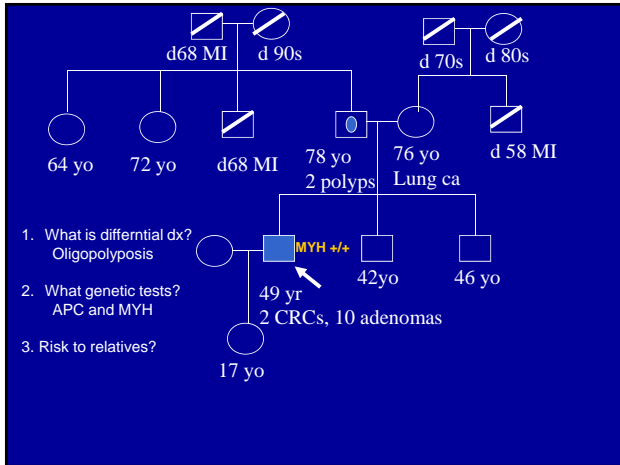 d68 MI
d 90s
d 70s
d 80s
64 yo
72 yo
d68 MI
78 yo
2 polyps
76 yo
Lung ca
d 58 MI
1. What is differntial dx?
Oligopolyposis
2. What genetic tests?
APC and MYH
3. Risk to relatives?
MYH +/+
49 yr
2 CRCs, 10 adenomas
42yo
46 yo
17 yo